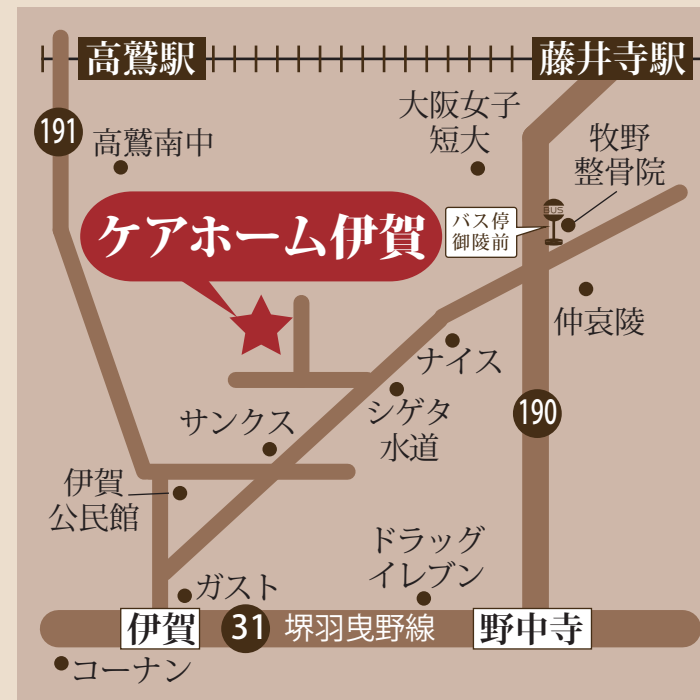 高鷲駅
藤井寺駅
191
高鷲南中
大阪女子
短大
牧野
整骨院
ケアホーム伊賀
バス停
御陵前
BUS
仲哀陵
ナイス
シゲタ
水道
190
サンクス
伊賀
公民館
ドラッグ
イレブン
ガスト
伊賀
31
堺羽曳野線
野中寺
コーナン